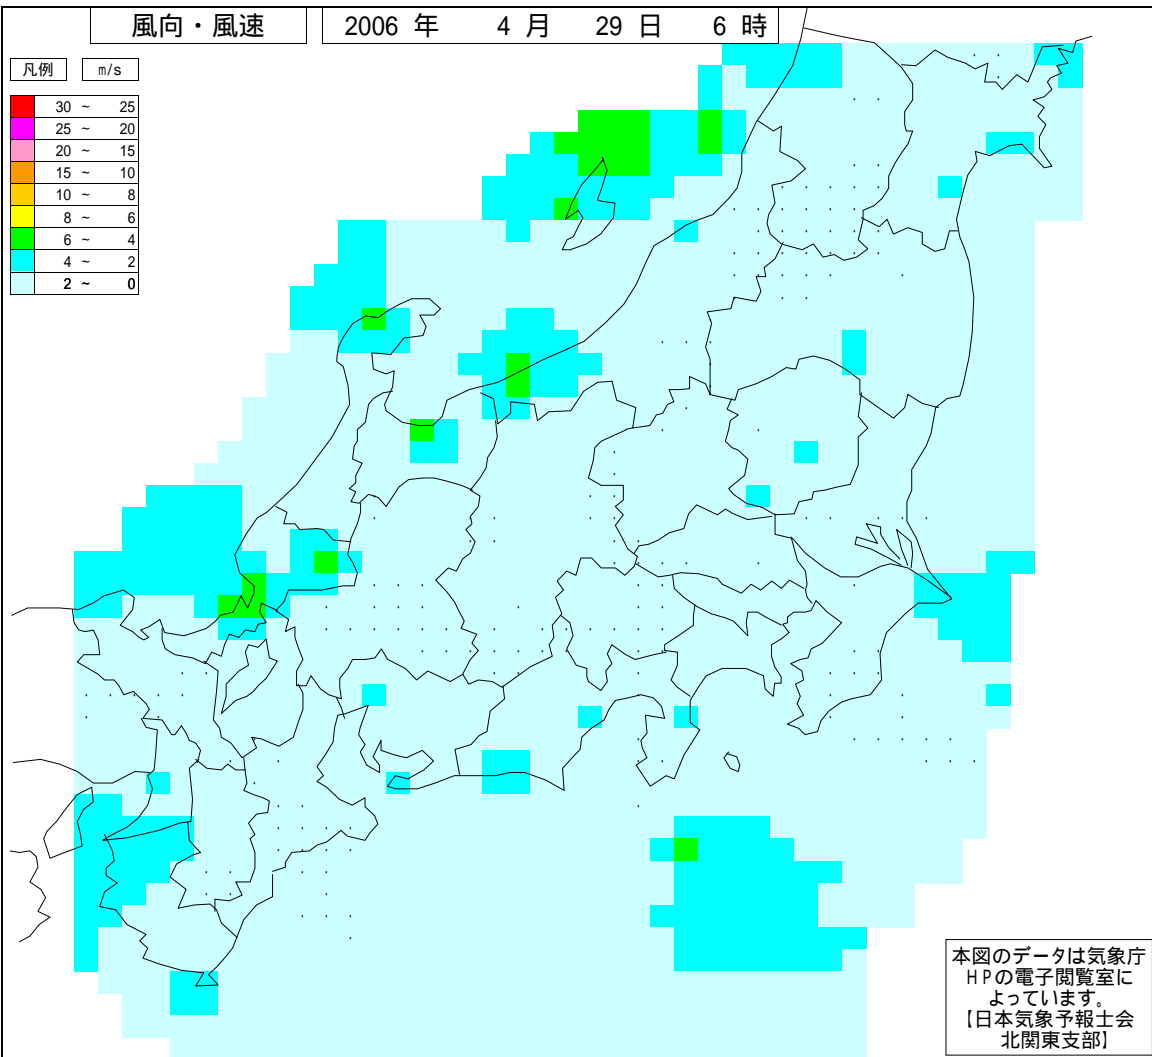 風向・風速
2006 年 4 月 29 日 6 時
凡例 m/s
30 ~ 25
25 ~ 20
20 ~ 15
15 ~ 10
10 ~ 8
8 ~ 6
6 ~ 4
4 ~ 2
2 ~ 0
本図のデータは気象庁
HPの電子閲覧室に
よっています。
【日本気象予報士会
北関東支部】